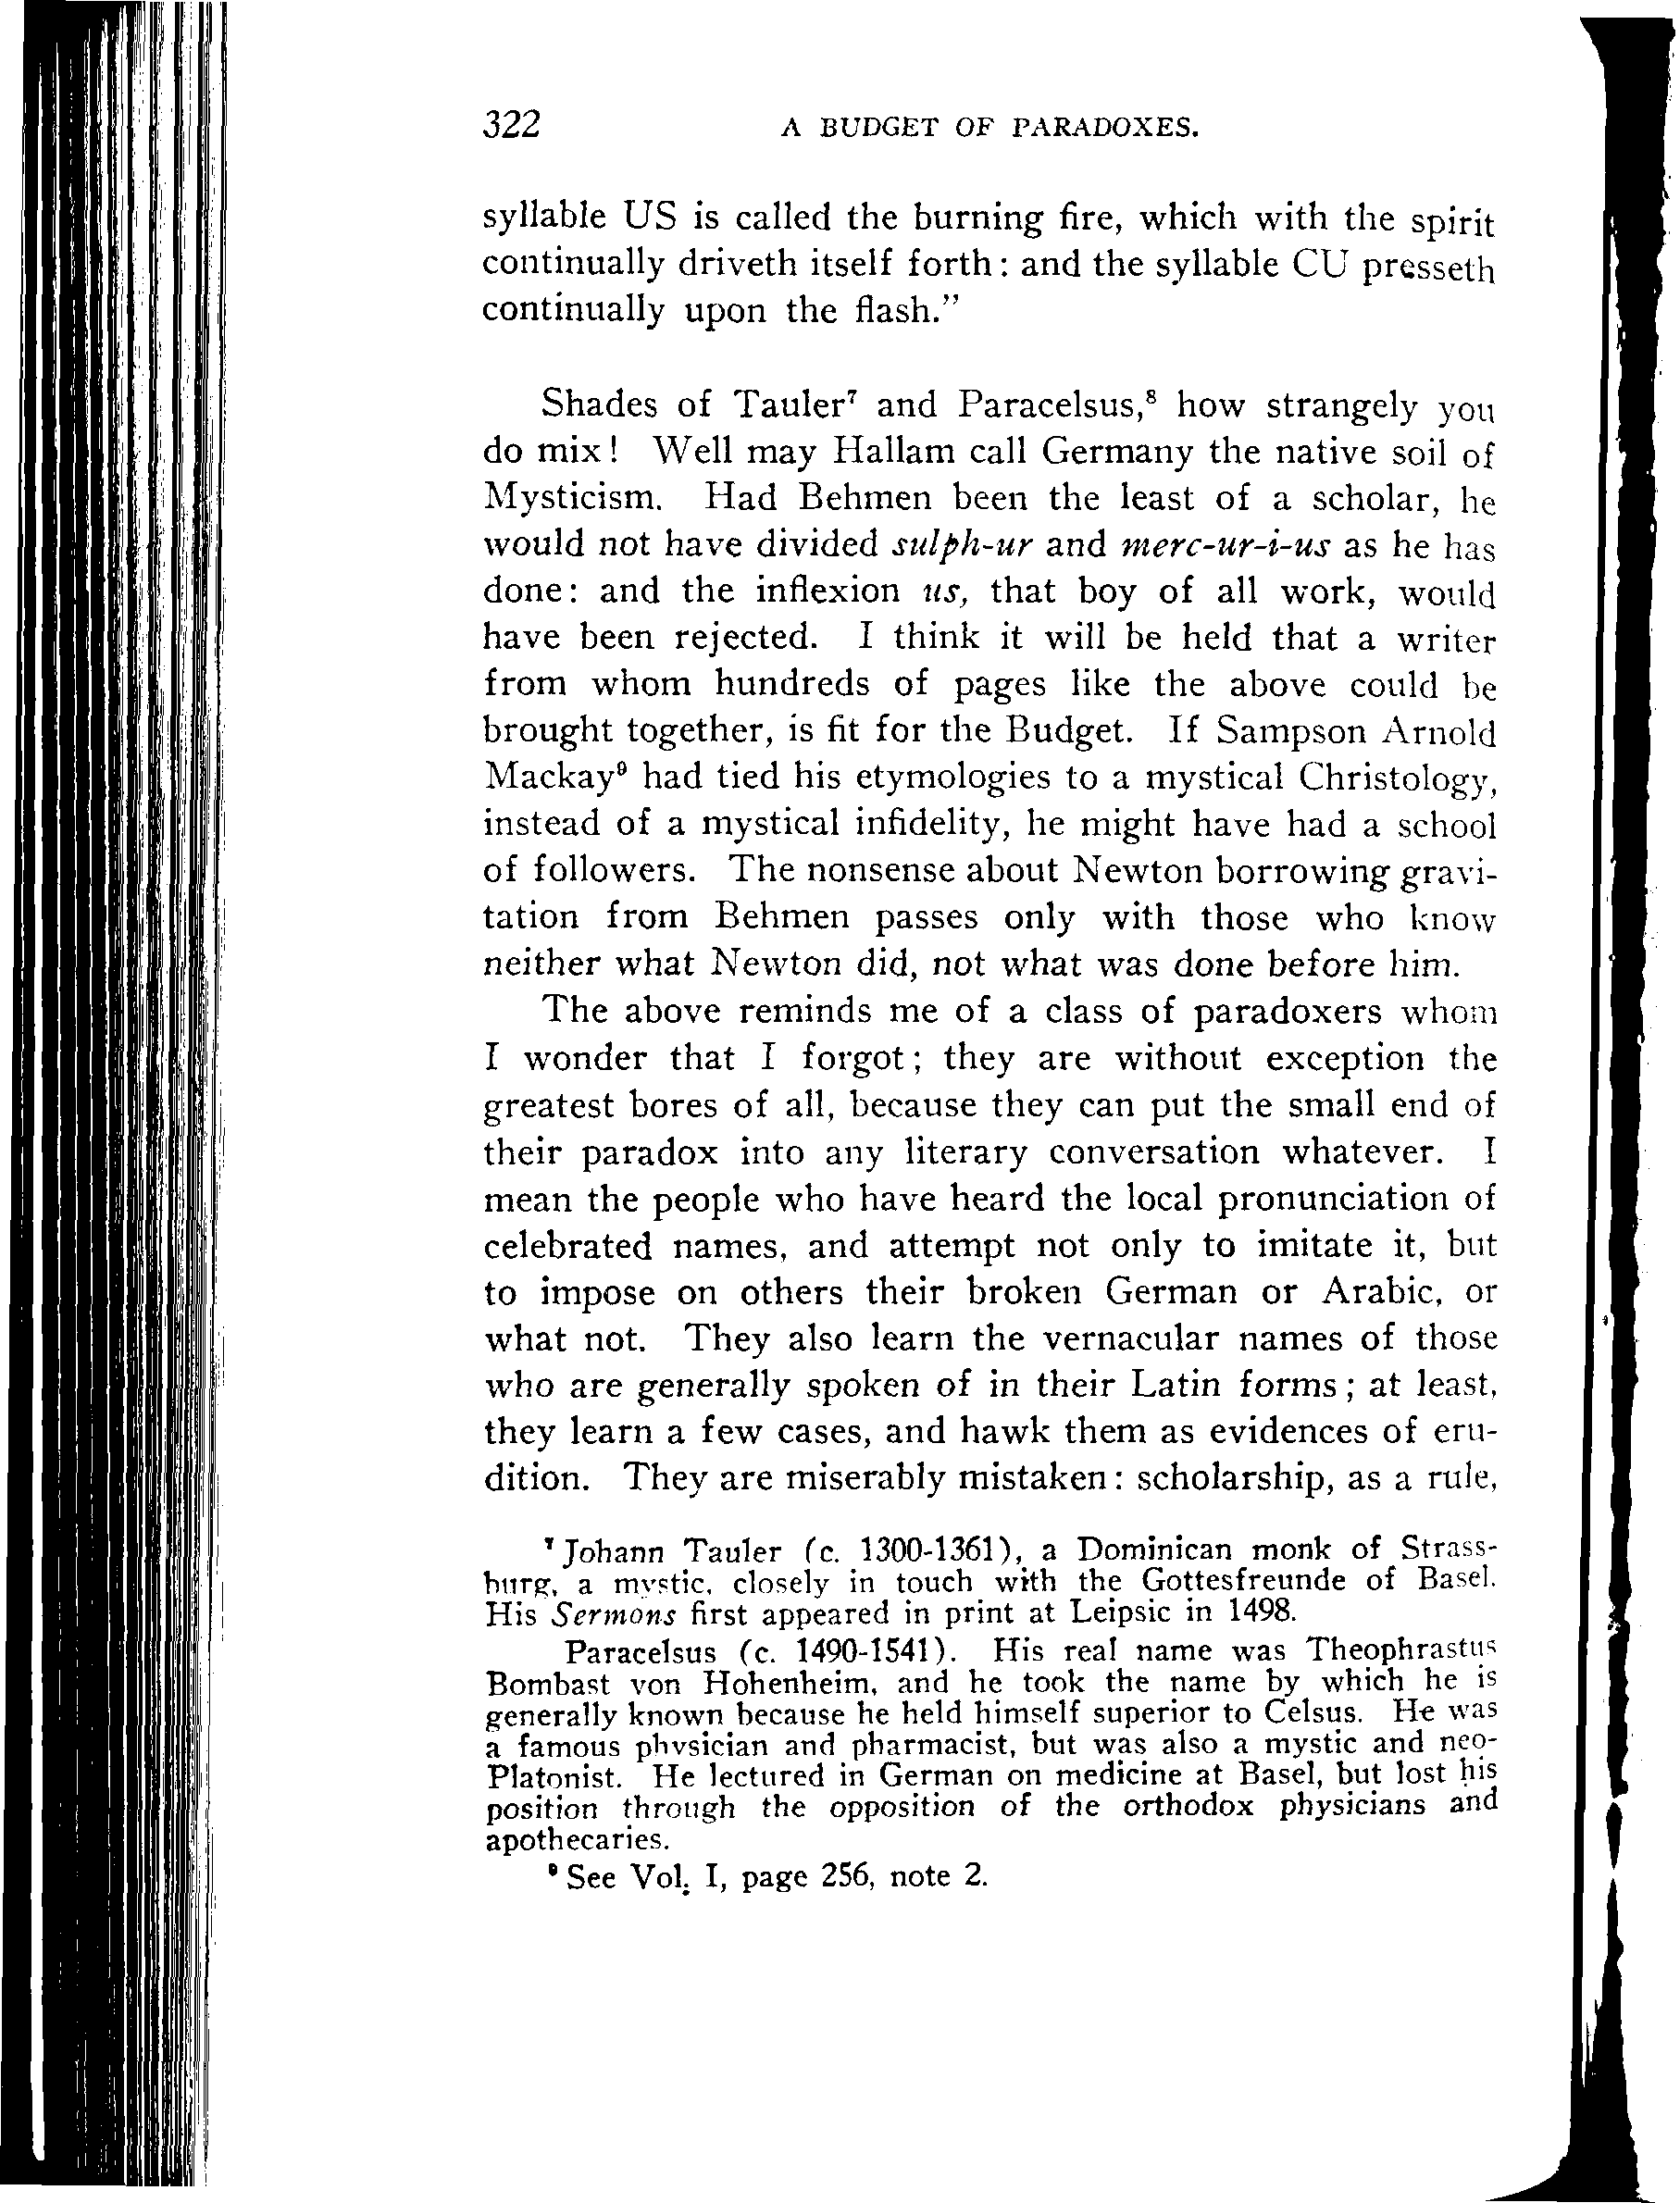 322 A BUDGET OF PARADOXES.
syllable US is called the burning fire, which with the spirit
continually driveth itself forth: and the syllable CU presseth
continually upon the flash.”
Shades of Tauler⁷ and Paracelsus,⁸ how strangely you
do mix! Well may Hallam call Germany the native soil of
Mysticism. Had Behmen been the least of a scholar, he
would not have divided sulph-ur and merc-ur-i-us as he has
done: and the inflexion us, that boy of all work, would
have been rejected. I think it will be held that a writer
from whom hundreds of pages like the above could be
brought together, is fit for the Budget. If Sampson Arnold
Mackay⁹ had tied his etymologies to a mystical Christology,
instead of a mystical infidelity, he might have had a school
of followers. The nonsense about Newton borrowing gravi-
tation from Behmen passes only with those who know
neither what Newton did, not what was done before him.
The above reminds me of a class of paradoxers whom
I wonder that I forgot; they are without exception the
greatest bores of all, because they can put the small end of
their paradox into any literary conversation whatever. I
mean the people who have heard the local pronunciation of
celebrated names, and attempt not only to imitate it, but
to impose on others their broken German or Arabic, or
what not. They also learn the vernacular names of those
who are generally spoken of in their Latin forms; at least,
they learn a few cases, and hawk them as evidences of eru-
dition. They are miserably mistaken: scholarship, as a rule,
⁷ Johann Tauler (c. 1300-1361), a Dominican monk of Strass-
burg, a mystic, closely in touch with the Gottesfreunde of Basel.
His Sermons first appeared in print at Leipsic in 1498.
Paracelsus (c. 1490-1541). His real name was Theophrastus
Bombast von Hohenheim, and he took the name by which he is
generally known because he held himself superior to Celsus. He was
a famous physician and pharmacist, but was also a mystic and neo-
Platonist. He lectured in German on medicine at Basel, but lost his
position through the opposition of the orthodox physicians and
apothecaries.
⁹ See Vol. I, page 256, note 2.